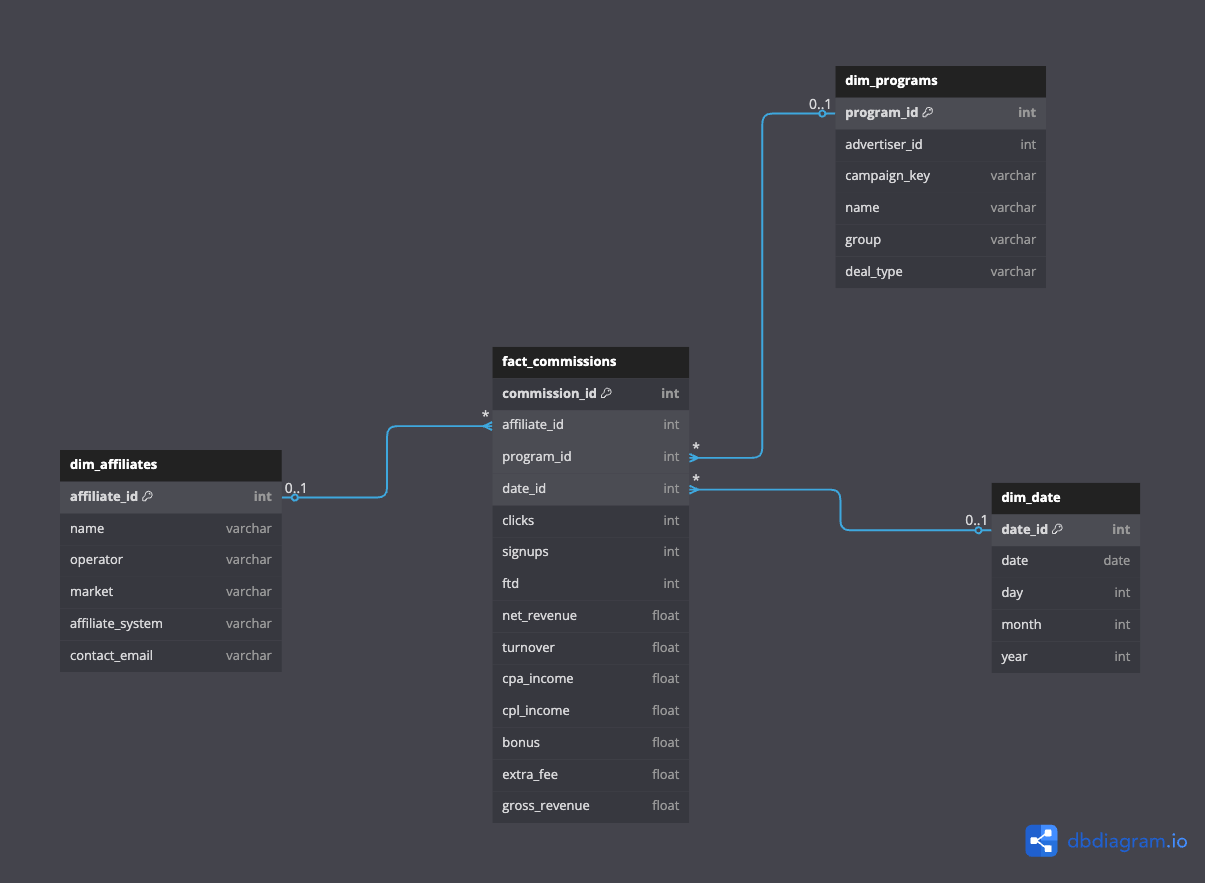 dim_programs
0..1
program_id int
advertiser_id int
campaign_key varchar
name varchar
group varchar
deal_type varchar
fact_commissions
commission_id int
*
affiliate_id int
*
program_id int
*
date_id int
clicks int
signups int
ftd int
net_revenue float
turnover float
cpa_income float
cpl_income float
bonus float
extra_fee float
gross_revenue float
dim_affiliates
0..1
affiliate_id int
name varchar
operator varchar
market varchar
affiliate_system varchar
contact_email varchar
dim_date
0..1
date_id int
date date
day int
month int
year int
dbdiagram.io